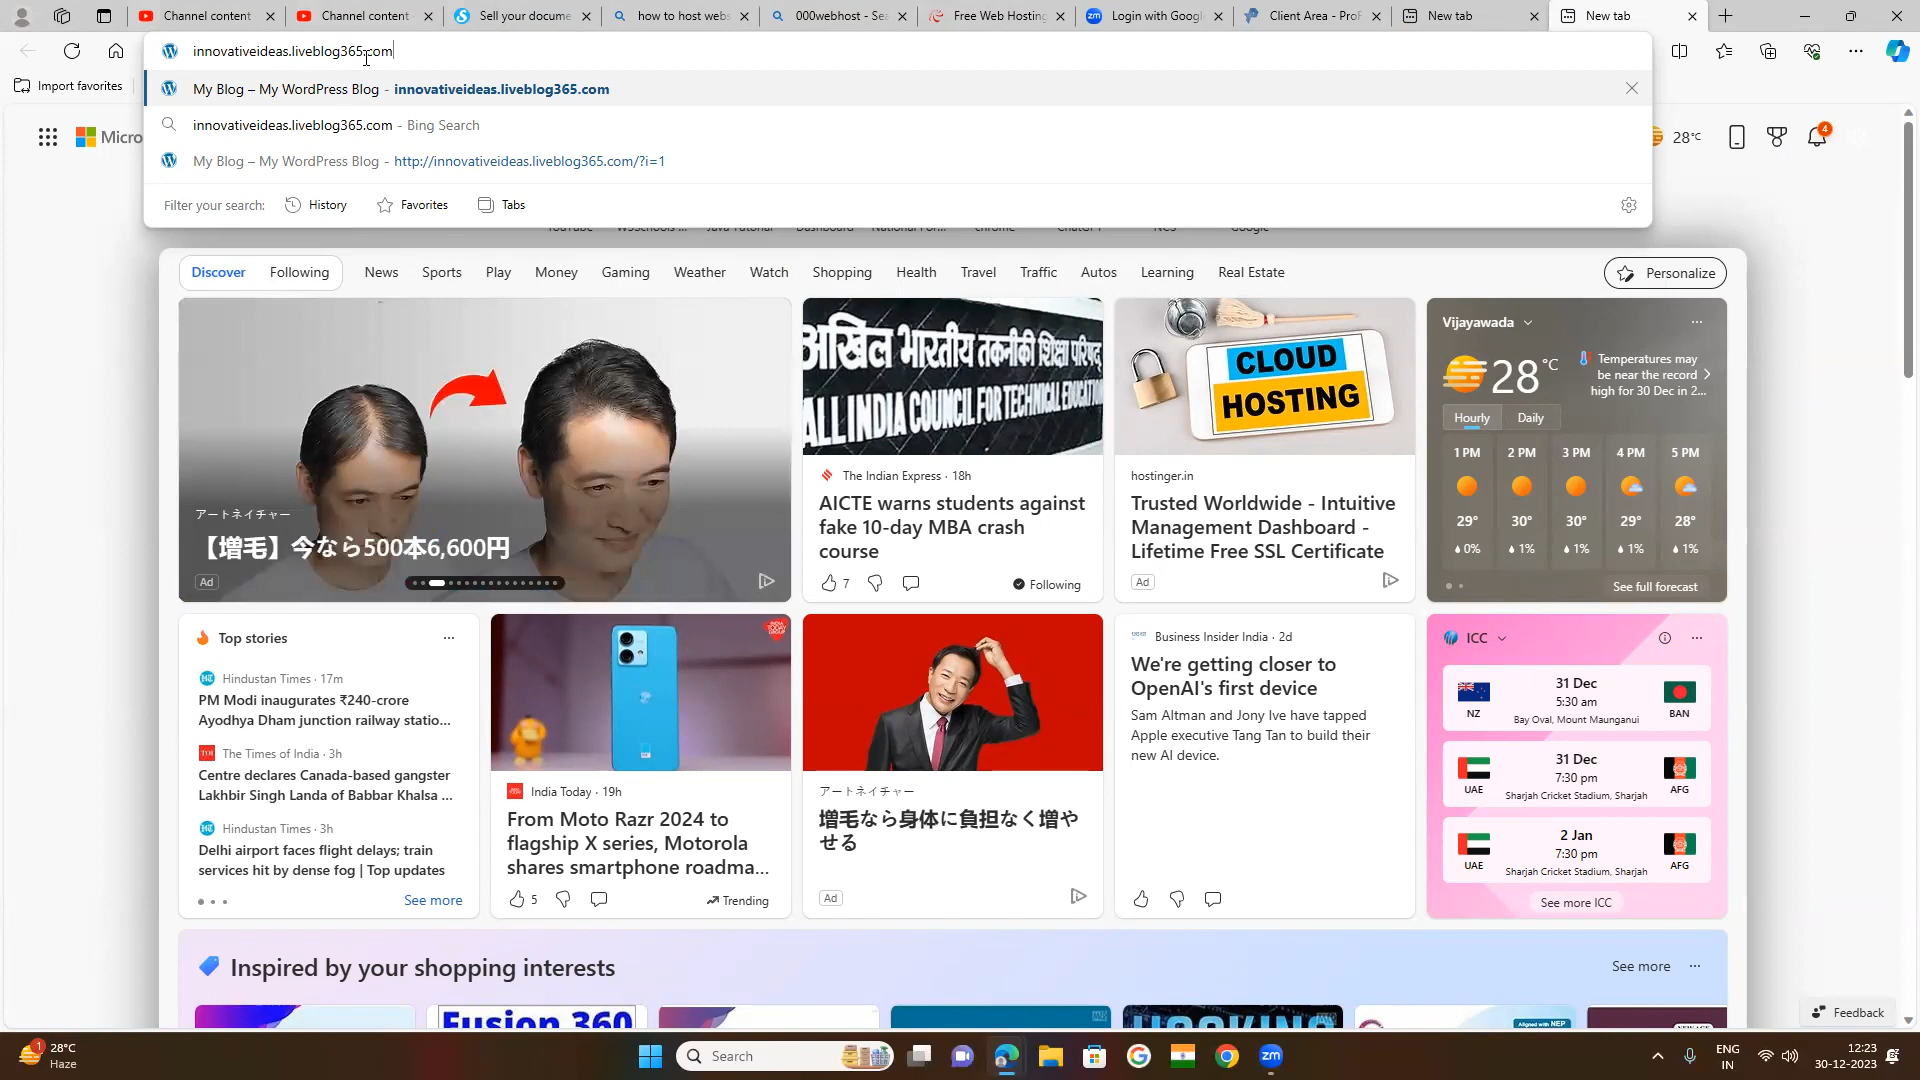 Channel content
Channel content
Sell your docume
how to host webs
000webhost - Sea
Free Web Hosting
Login with Googl
Client Area - ProF
New tab
New tab
innovativeideas.liveblog365.com
Import favorites
My Blog – My WordPress Blog - innovativeideas.liveblog365.com
innovativeideas.liveblog365.com - Bing Search
My Blog – My WordPress Blog - http://innovativeideas.liveblog365.com/?i=1
Filter your search: History Favorites Tabs
Micro
28°C
4
Discover Following News Sports Play Money Gaming Weather Watch Shopping Health Travel Traffic Autos Learning Real Estate
Personalize
アートネイチャー
【増毛】今なら500本6,600円
Ad
अखिल भारतीय तकनीकी शिक्षा परिषद
ALL INDIA COUNCIL FOR TECHNICAL EDUCATION
The Indian Express · 18h
AICTE warns students against
fake 10-day MBA crash
course
7
Following
CLOUD
HOSTING
hostinger.in
Trusted Worldwide - Intuitive
Management Dashboard -
Lifetime Free SSL Certificate
Ad
Vijayawada
28 °C
Temperatures may
be near the record
high for 30 Dec in 2...
Hourly Daily
1 PM 2 PM 3 PM 4 PM 5 PM
29° 30° 30° 29° 28°
0% 1% 1% 1% 1%
See full forecast
Top stories
Hindustan Times · 17m
PM Modi inaugurates ₹240-crore
Ayodhya Dham junction railway statio...
The Times of India · 3h
Centre declares Canada-based gangster
Lakhbir Singh Landa of Babbar Khalsa ...
Hindustan Times · 3h
Delhi airport faces flight delays; train
services hit by dense fog | Top updates
See more
India Today · 19h
From Moto Razr 2024 to
flagship X series, Motorola
shares smartphone roadma...
5
Trending
アートネイチャー
増毛なら身体に負担なく増や
せる
Ad
Business Insider India · 2d
We're getting closer to
OpenAI's first device
Sam Altman and Jony Ive have tapped
Apple executive Tang Tan to build their
new AI device.
ICC
31 Dec
5:30 am
NZ
BAN
Bay Oval, Mount Maunganui
31 Dec
7:30 pm
UAE
AFG
Sharjah Cricket Stadium, Sharjah
2 Jan
7:30 pm
UAE
AFG
Sharjah Cricket Stadium, Sharjah
See more ICC
Inspired by your shopping interests
See more
Fusion 360
HACKING
Aligned with NEP
Feedback
1
28°C
Haze
Search
zm
ENG
IN
12:23
30-12-2023